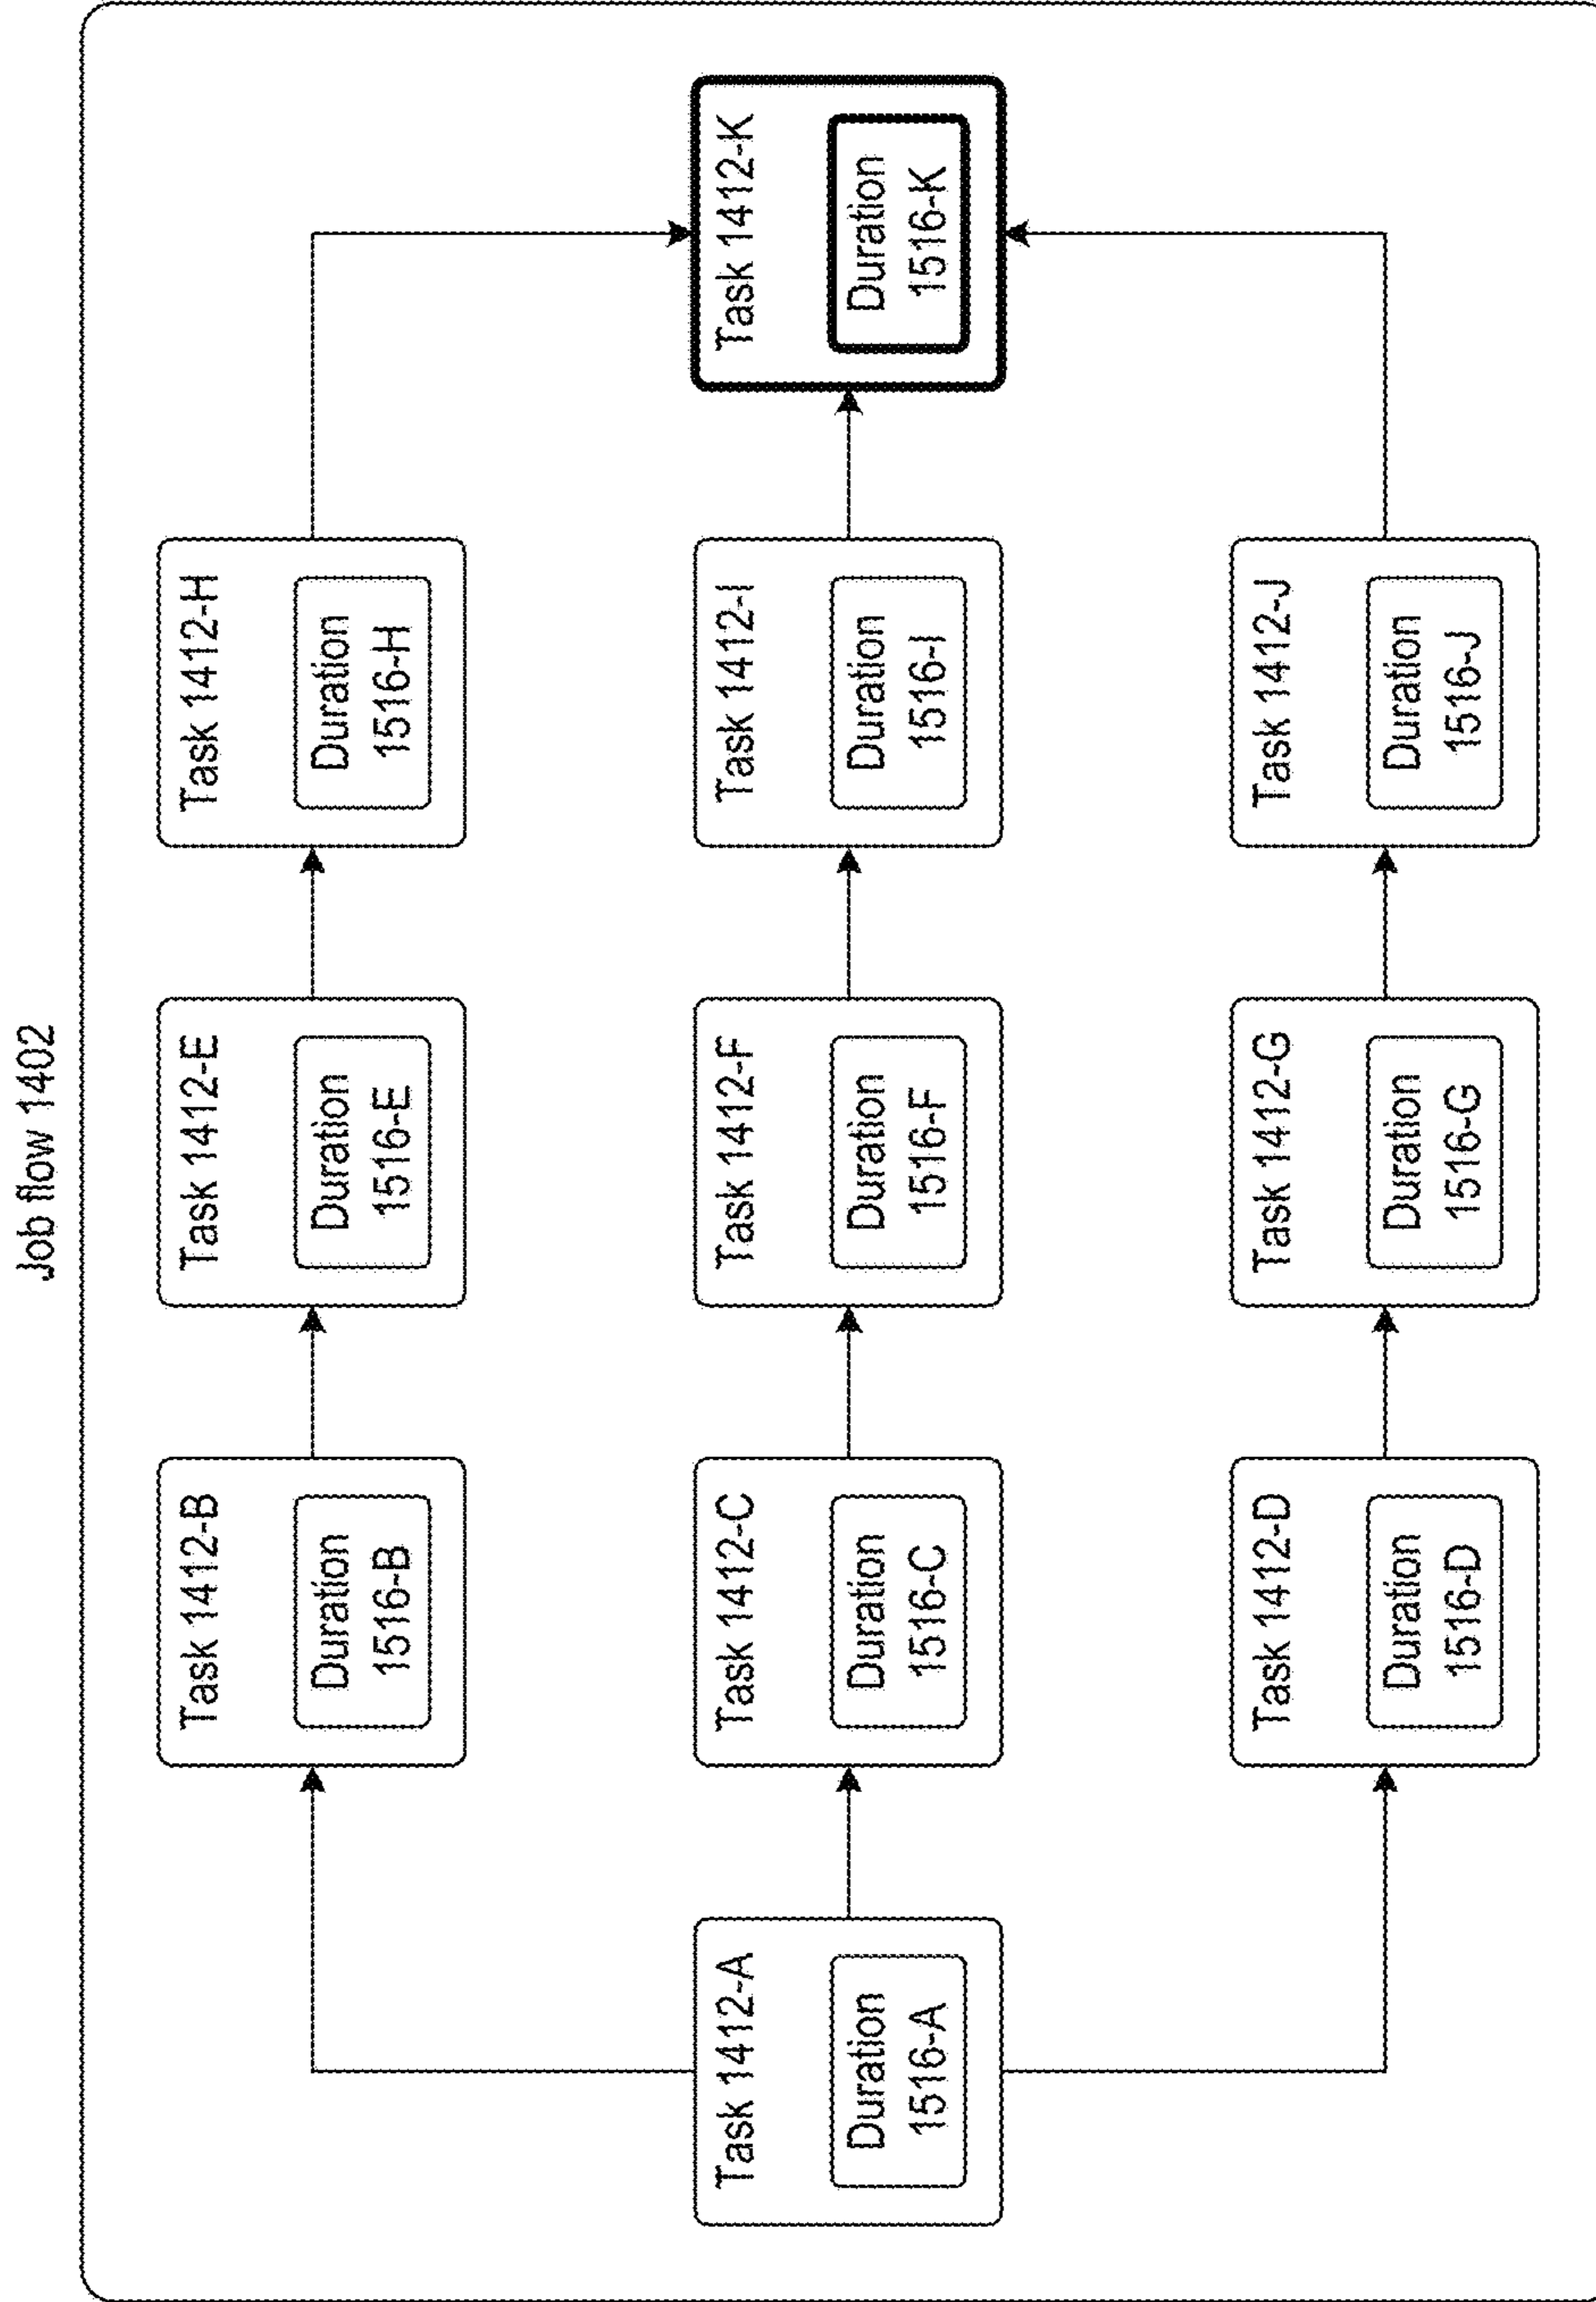 Job flow 1402
Task 1412-A
Duration
1516-A
Task 1412-B
Duration
1516-B
Task 1412-E
Duration
1516-E
Task 1412-H
Duration
1516-H
Task 1412-C
Duration
1516-C
Task 1412-F
Duration
1516-F
Task 1412-I
Duration
1516-I
Task 1412-D
Duration
1516-D
Task 1412-G
Duration
1516-G
Task 1412-J
Duration
1516-J
Task 1412-K
Duration
1516-K